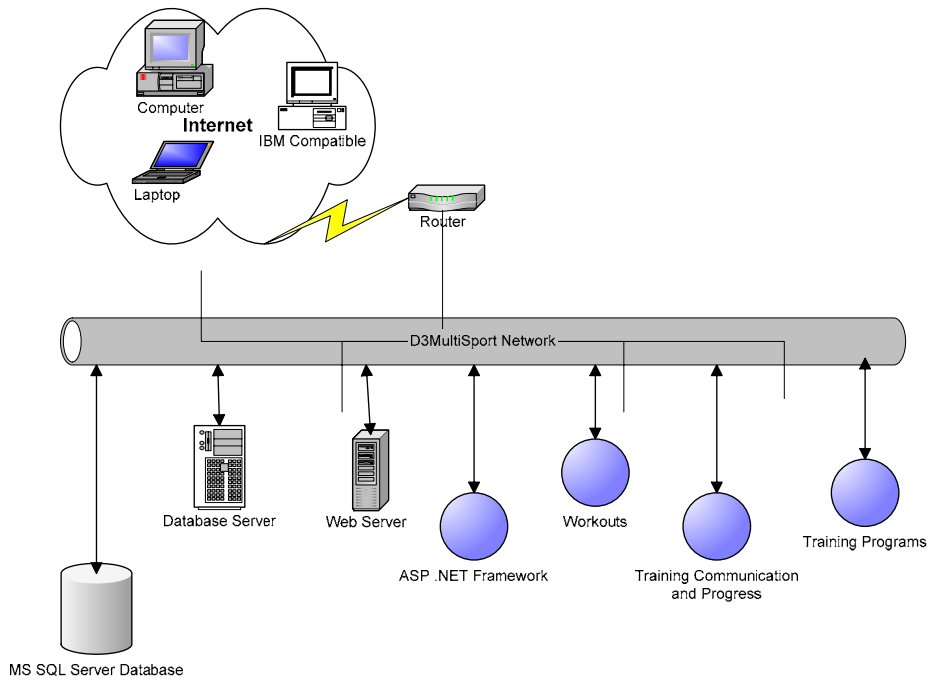 Computer
Internet
IBM Compatible
Laptop
Router
D3MultiSport Network
Database Server
Web Server
Workouts
Training Programs
ASP .NET Framework
Training Communication
and Progress
MS SQL Server Database